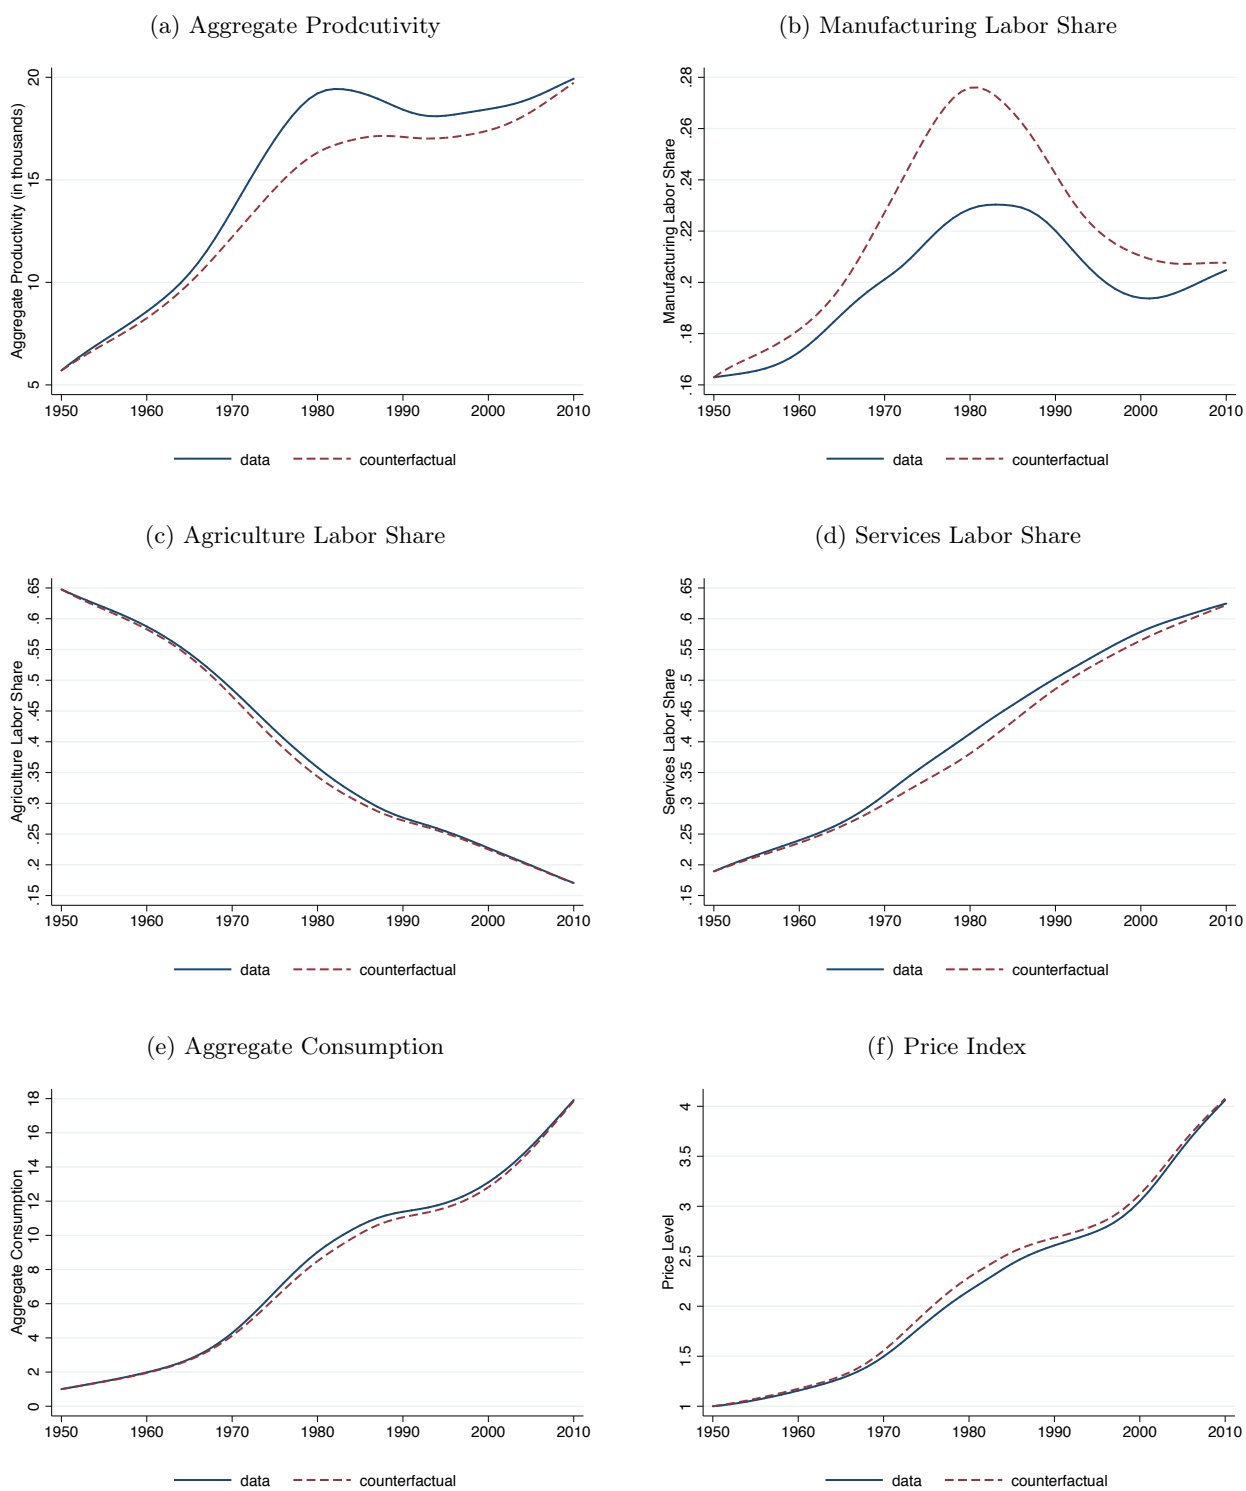 (a) Aggregate Prodcutivity
Aggregate Productivity (in thousands)
20
15
10
5
1950 1960 1970 1980 1990 2000 2010
data counterfactual
(b) Manufacturing Labor Share
Manufacturing Labor Share
.28
.26
.24
.22
.2
.18
.16
1950 1960 1970 1980 1990 2000 2010
data counterfactual
(c) Agriculture Labor Share
Agriculture Labor Share
.65
.6
.55
.5
.45
.4
.35
.3
.25
.2
.15
1950 1960 1970 1980 1990 2000 2010
data counterfactual
(d) Services Labor Share
Services Labor Share
.65
.6
.55
.5
.45
.4
.35
.3
.25
.2
.15
1950 1960 1970 1980 1990 2000 2010
data counterfactual
(e) Aggregate Consumption
Aggregate Consumption
18
16
14
12
10
8
6
4
2
0
1950 1960 1970 1980 1990 2000 2010
data counterfactual
(f) Price Index
Price Level
4
3.5
3
2.5
2
1.5
1
1950 1960 1970 1980 1990 2000 2010
data counterfactual